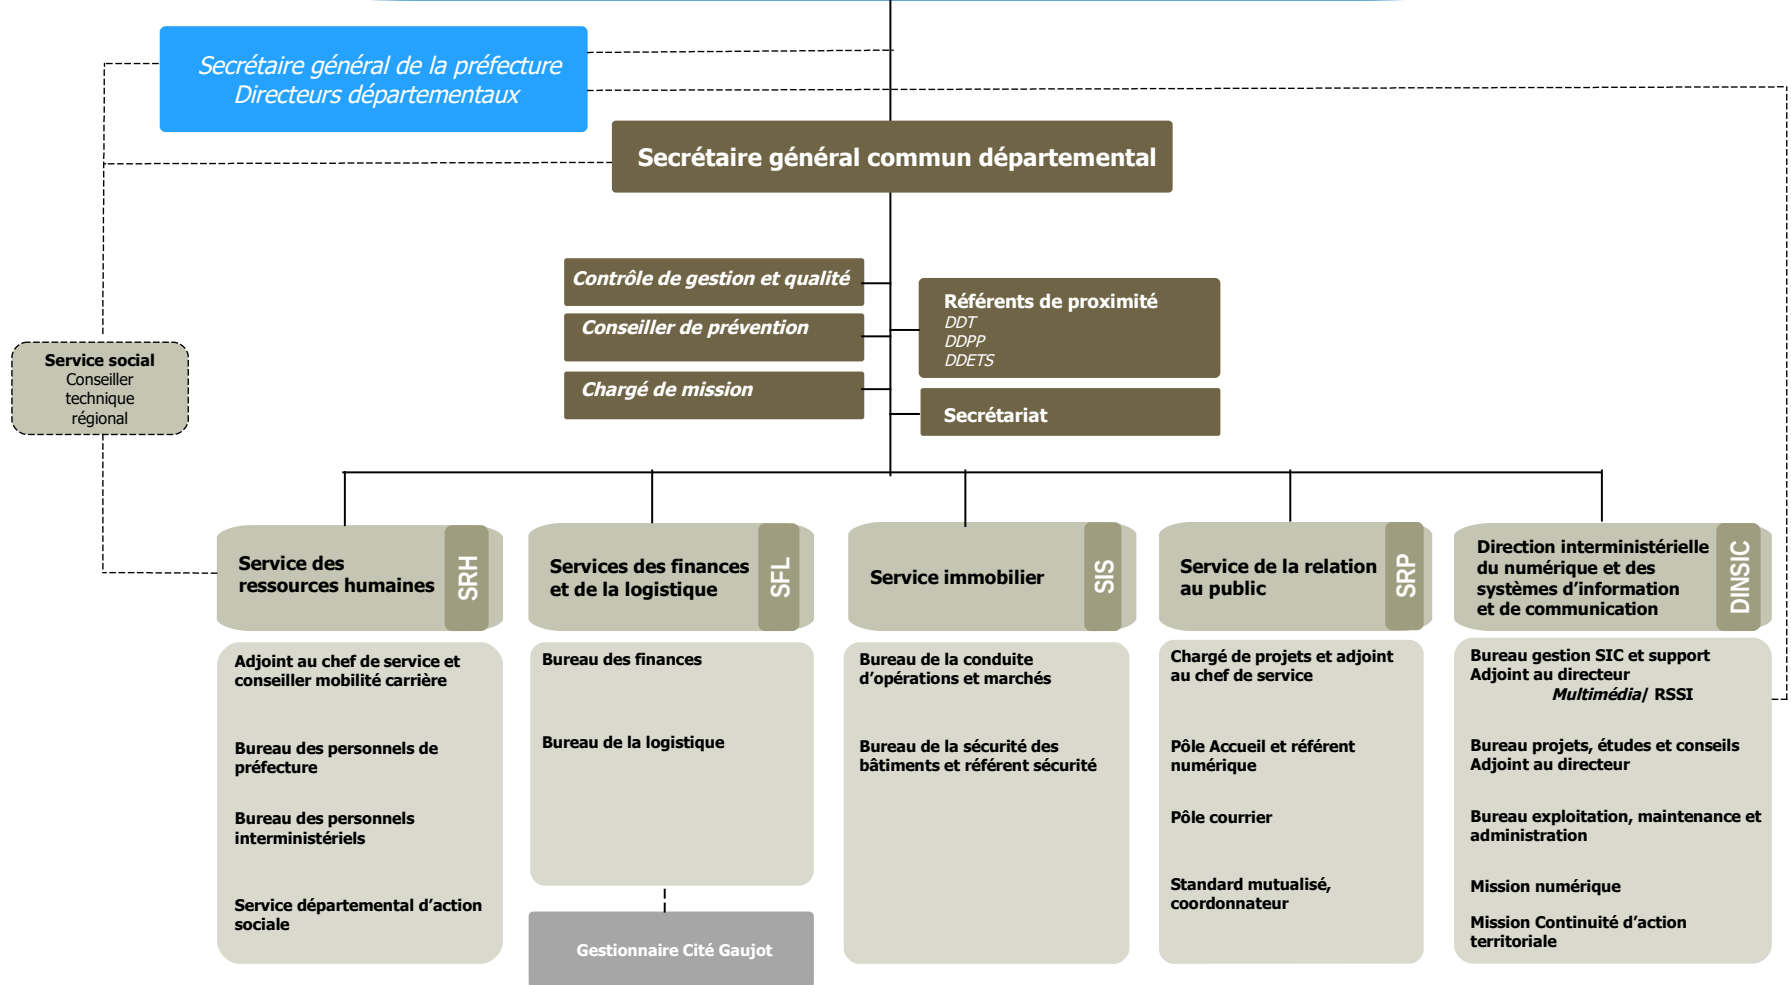 Secrétaire général de la préfecture
Directeurs départementaux
Secrétaire général commun départemental
Contrôle de gestion et qualité
Conseiller de prévention
Chargé de mission
Référents de proximité
DDT
DDPP
DDETS
Secrétariat
Service social
Conseiller
technique
régional
Service des
ressources humaines
SRH
Adjoint au chef de service et
conseiller mobilité carrière
Bureau des personnels de
préfecture
Bureau des personnels
interministériels
Service départemental d’action
sociale
Services des finances
et de la logistique
SFL
Bureau des finances
Bureau de la logistique
Gestionnaire Cité Gaujot
Service immobilier
SIS
Bureau de la conduite
d’opérations et marchés
Bureau de la sécurité des
bâtiments et référent sécurité
Service de la relation
au public
SRP
Chargé de projets et adjoint
au chef de service
Pôle Accueil et référent
numérique
Pôle courrier
Standard mutualisé,
coordonnateur
Direction interministérielle
du numérique et des
systèmes d’information
et de communication
DINSIC
Bureau gestion SIC et support
Adjoint au directeur
Multimédia/ RSSI
Bureau projets, études et conseils
Adjoint au directeur
Bureau exploitation, maintenance et
administration
Mission numérique
Mission Continuité d’action
territoriale